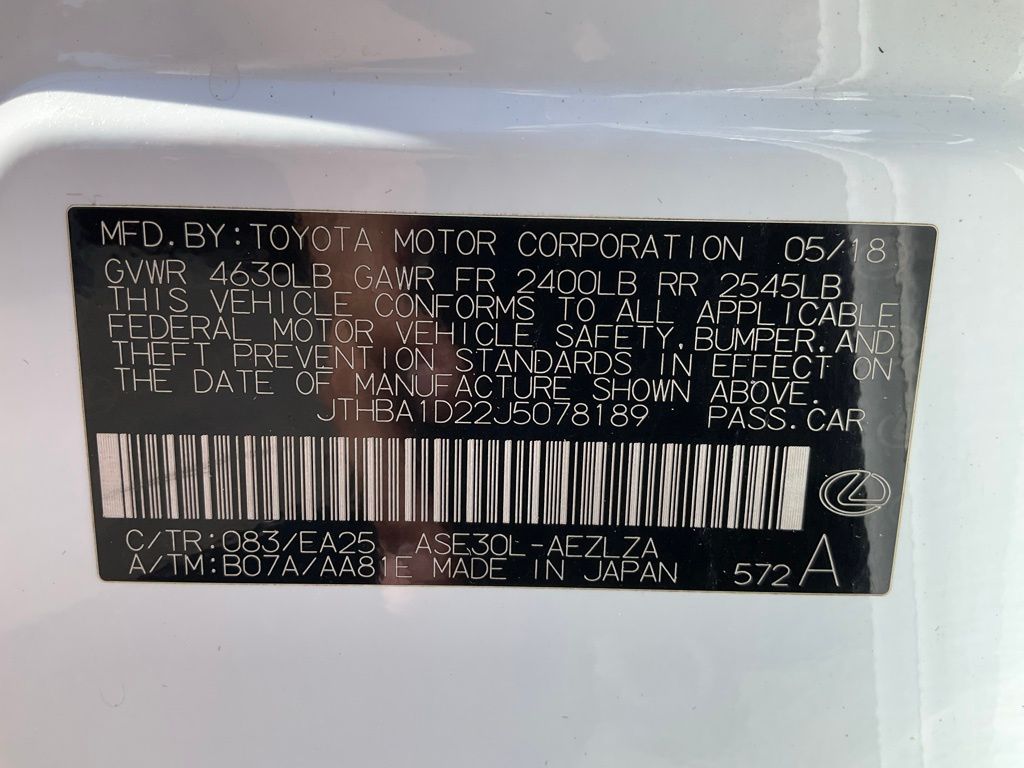 MFD. BY: TOYOTA MOTOR CORPORATION 05/18
GVWR 4630LB GAWR FR 2400LB RR 2545LB
THIS VEHICLE CONFORMS TO ALL APPLICABLE
FEDERAL MOTOR VEHICLE SAFETY, BUMPER, AND
THEFT PREVENTION STANDARDS IN EFFECT ON
THE DATE OF MANUFACTURE SHOWN ABOVE.
JTHBA1D22J5078189 PASS. CAR
C/TR: 083/EA25 ASE30L-AEZLZA
A/TM: B07A/AA81E MADE IN JAPAN 572 A